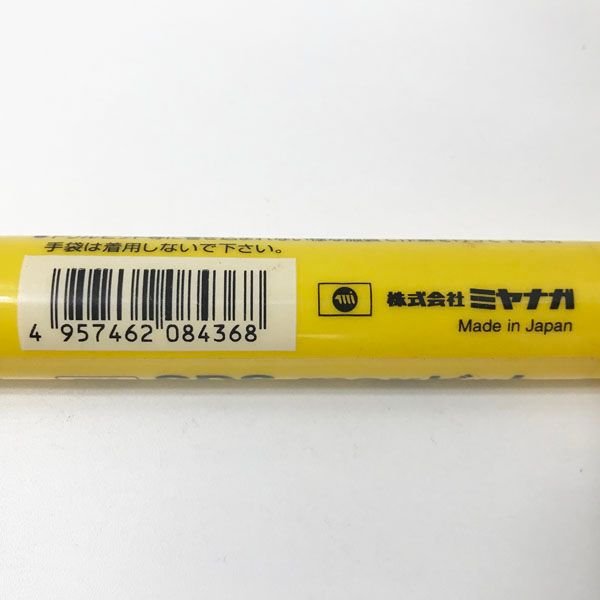 手袋は着用しないで下さい。
4 957462 084368
株式会社 ミヤナガ
Made in Japan